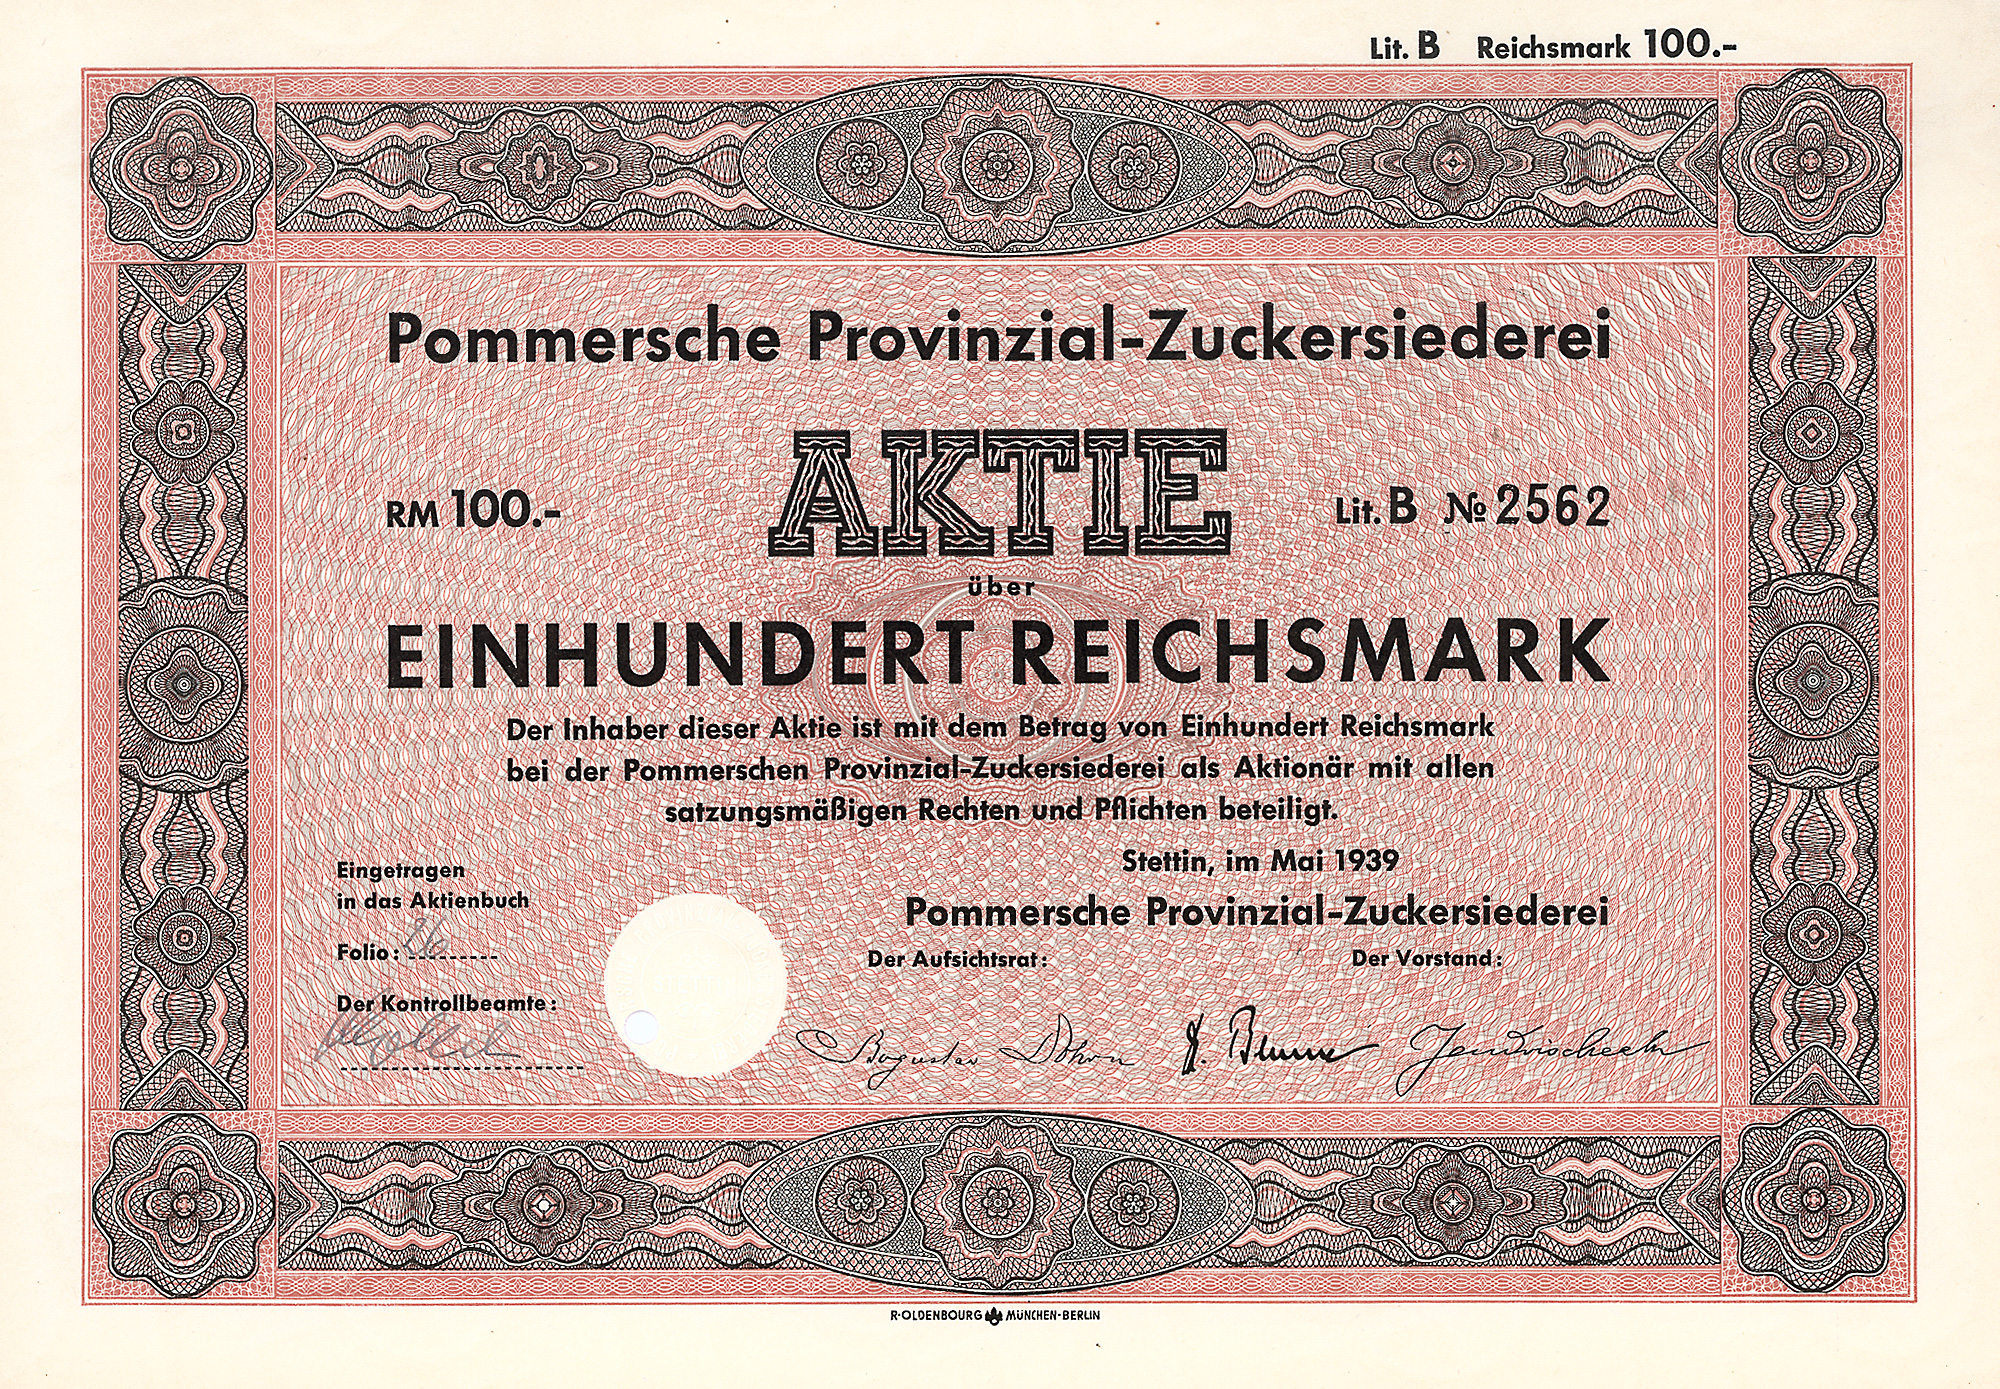 Lit. B Reichsmark 100.-
Pommersche Provinzial-Zuckersiederei
AKTIE
RM 100.-
Lit. B No 2562
über
EINHUNDERT REICHSMARK
Der Inhaber dieser Aktie ist mit dem Betrag von Einhundert Reichsmark
bei der Pommerschen Provinzial-Zuckersiederei als Aktionär mit allen
satzungsmäßigen Rechten und Pflichten beteiligt.
Eingetragen
in das Aktienbuch
Folio: 26
Der Kontrollbeamte:
Stettin, im Mai 1939
Pommersche Provinzial-Zuckersiederei
Der Aufsichtsrat:
Der Vorstand:
Boguslav Dohrn
R·OLDENBOURG MÜNCHEN-BERLIN